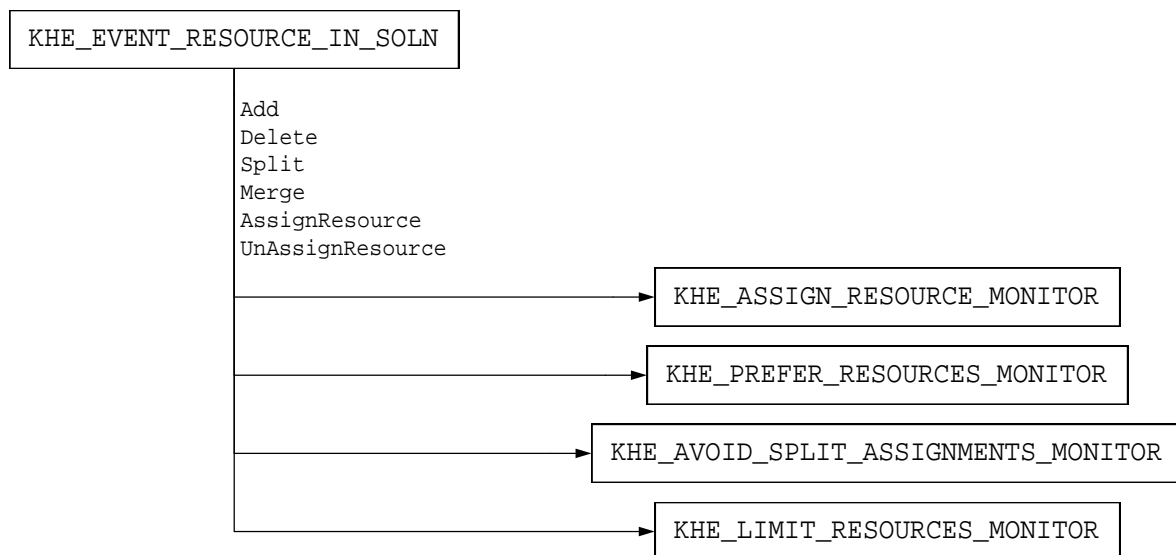 KHE_EVENT_RESOURCE_IN_SOLN
Add
Delete
Split
Merge
AssignResource
UnAssignResource
KHE_ASSIGN_RESOURCE_MONITOR
KHE_PREFER_RESOURCES_MONITOR
KHE_AVOID_SPLIT_ASSIGNMENTS_MONITOR
KHE_LIMIT_RESOURCES_MONITOR